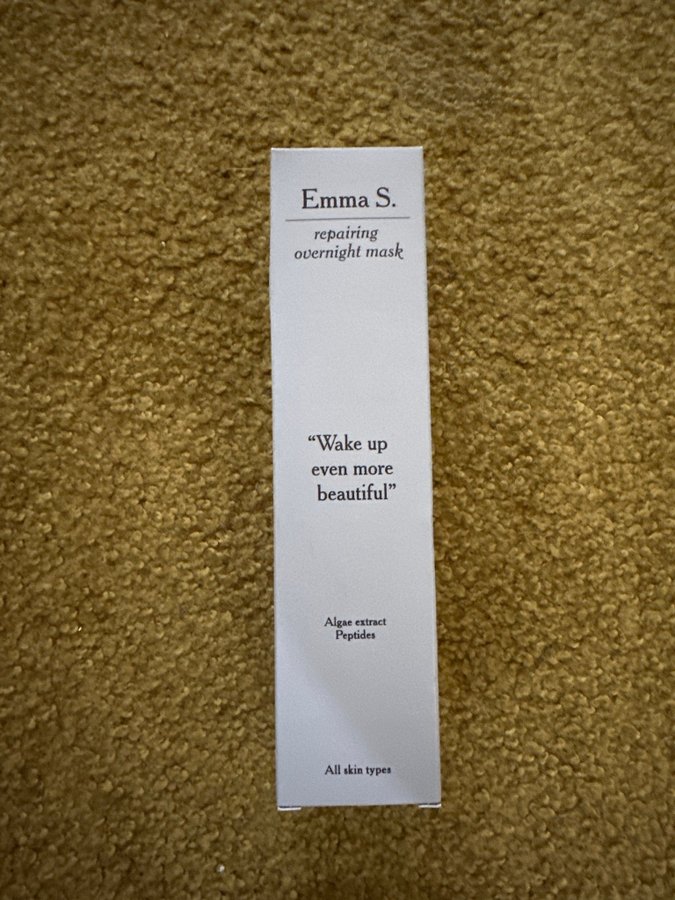 Emma S.
repairing
overnight mask
“Wake up
even more
beautiful”
Algae extract
Peptides
All skin types